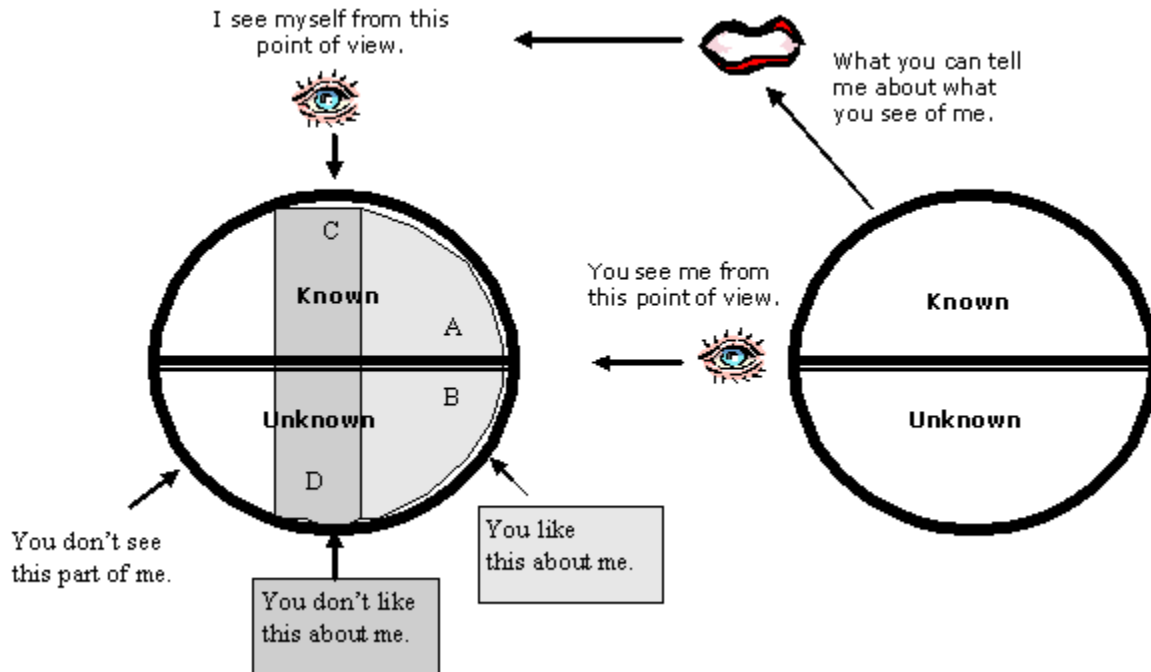 I see myself from this
point of view.
What you can tell
me about what
you see of me.
C
Known
A
You see me from
this point of view.
Known
B
Unknown
Unknown
D
You don't see
this part of me.
You like
this about me.
You don't like
this about me.